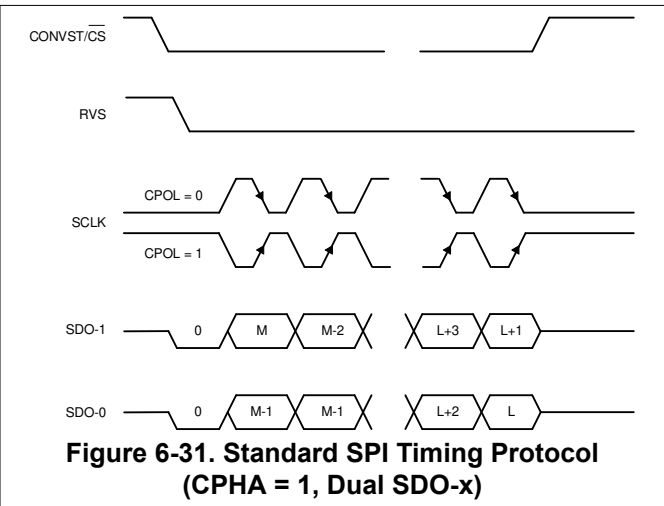 CONVST/CS
RVS
CPOL = 0
SCLK
CPOL = 1
SDO-1 0 M M-2 L+3 L+1
SDO-0 0 M-1 M-1 L+2 L
Figure 6-31. Standard SPI Timing Protocol
(CPHA = 1, Dual SDO-x)